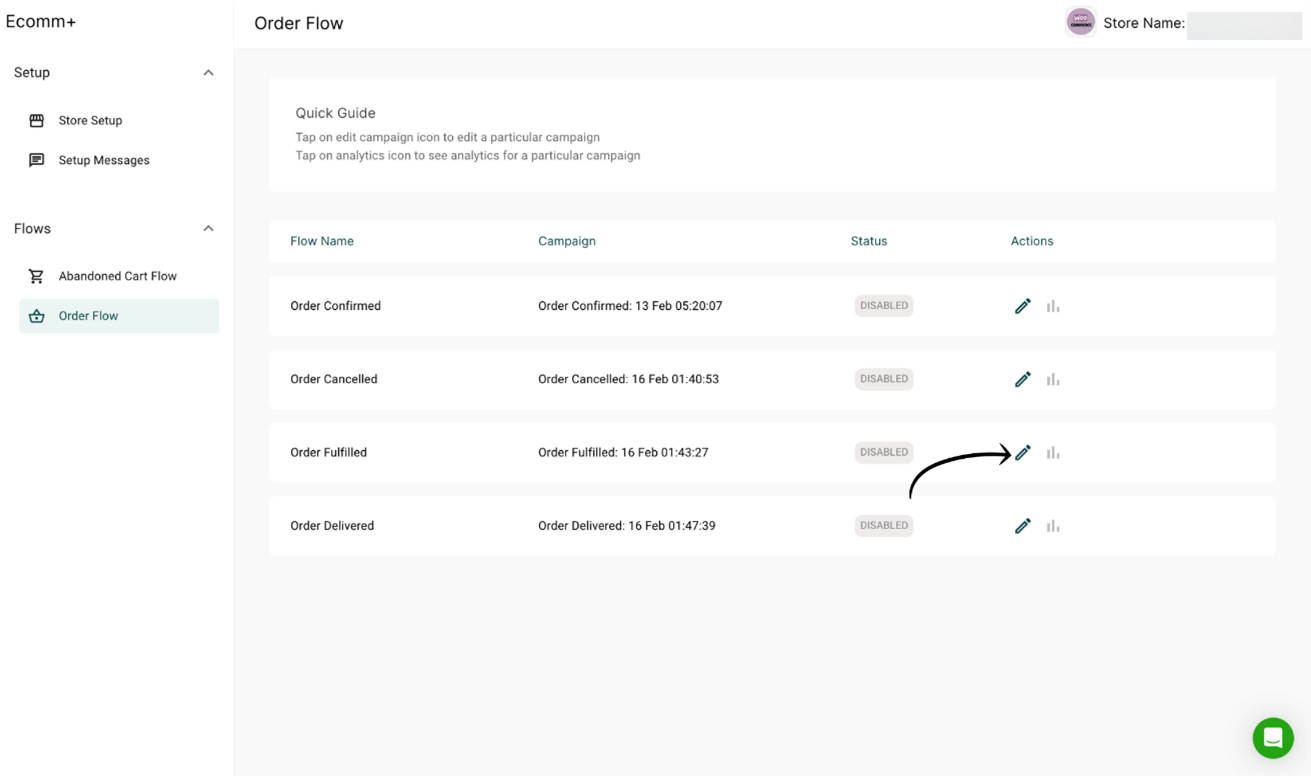 Ecomm+
Order Flow
WOO
COMMERCE
Store Name:
Setup
Store Setup
Setup Messages
Flows
Abandoned Cart Flow
Order Flow
Quick Guide
Tap on edit campaign icon to edit a particular campaign
Tap on analytics icon to see analytics for a particular campaign
Flow Name Campaign Status Actions
Order Confirmed Order Confirmed: 13 Feb 05:20:07 DISABLED
Order Cancelled Order Cancelled: 16 Feb 01:40:53 DISABLED
Order Fulfilled Order Fulfilled: 16 Feb 01:43:27 DISABLED
Order Delivered Order Delivered: 16 Feb 01:47:39 DISABLED